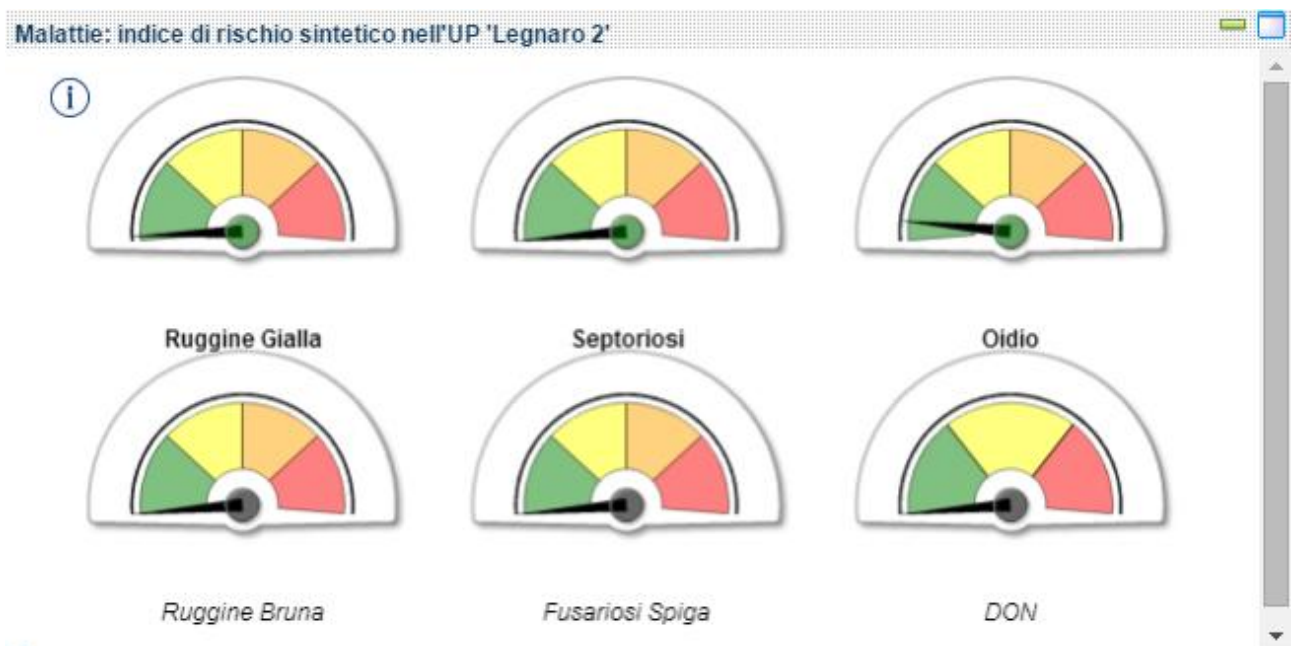 Malattie: indice di rischio sintetico nell'UP 'Legnaro 2'
i
Ruggine Gialla
Septoriosi
Oidio
Ruggine Bruna
Fusariosi Spiga
DON